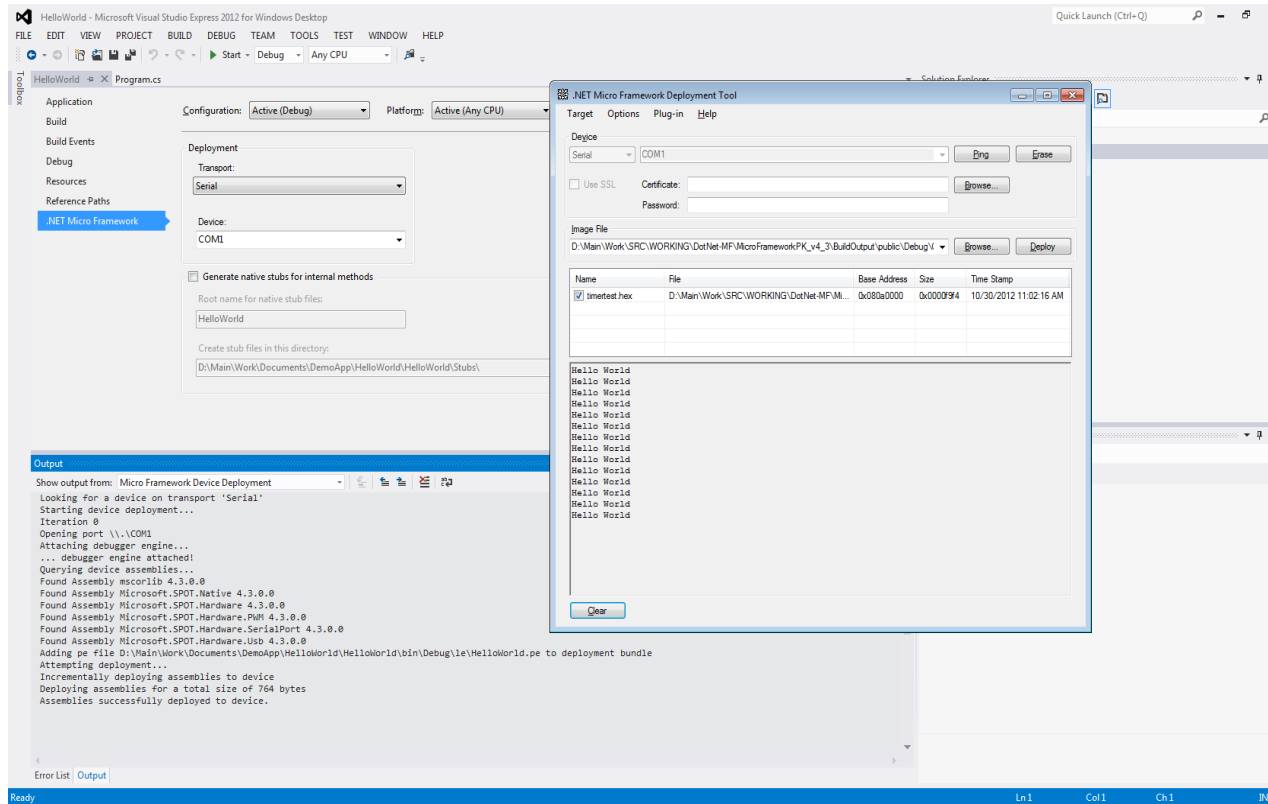 HelloWorld - Microsoft Visual Studio Express 2012 for Windows Desktop
Quick Launch (Ctrl+Q)
FILE EDIT VIEW PROJECT BUILD DEBUG TEAM TOOLS TEST WINDOW HELP
Start Debug Any CPU
Toolbox
HelloWorld Program.cs
Solution Explorer
Application
Build
Build Events
Debug
Resources
Reference Paths
.NET Micro Framework
Configuration: Active (Debug) Platform: Active (Any CPU)
Deployment
Transport:
Serial
Device:
COM1
Generate native stubs for internal methods
Root name for native stub files:
HelloWorld
Create stub files in this directory:
D:\Main\Work\Documents\DemoApp\HelloWorld\HelloWorld\Stubs\
.NET Micro Framework Deployment Tool
Target Options Plug-in Help
Device
Serial COM1 Ping Erase
Use SSL Certificate: Browse...
Password:
Image File
D:\Main\Work\SRC\WORKING\DotNet-MF\MicroFrameworkPK_v4_3\BuildOutput\public\Debug\( Browse... Deploy
Name File Base Address Size Time Stamp
timertest.hex D:\Main\Work\SRC\WORKING\DotNet-MF\Mi... 0x080a0000 0x0000f9f4 10/30/2012 11:02:16 AM
Hello World
Hello World
Hello World
Hello World
Hello World
Hello World
Hello World
Hello World
Hello World
Hello World
Hello World
Hello World
Hello World
Hello World
Clear
Output
Show output from: Micro Framework Device Deployment
Looking for a device on transport 'Serial'
Starting device deployment...
Iteration 0
Opening port \\.\COM1
Attaching debugger engine...
... debugger engine attached!
Querying device assemblies...
Found Assembly mscorlib 4.3.0.0
Found Assembly Microsoft.SPOT.Native 4.3.0.0
Found Assembly Microsoft.SPOT.Hardware 4.3.0.0
Found Assembly Microsoft.SPOT.Hardware.PWM 4.3.0.0
Found Assembly Microsoft.SPOT.Hardware.SerialPort 4.3.0.0
Found Assembly Microsoft.SPOT.Hardware.Usb 4.3.0.0
Adding pe file D:\Main\Work\Documents\DemoApp\HelloWorld\HelloWorld\bin\Debug\le\HelloWorld.pe to deployment bundle
Attempting deployment...
Incrementally deploying assemblies to device
Deploying assemblies for a total size of 764 bytes
Assemblies successfully deployed to device.
Error List Output
Ready Ln 1 Col 1 Ch 1 IN